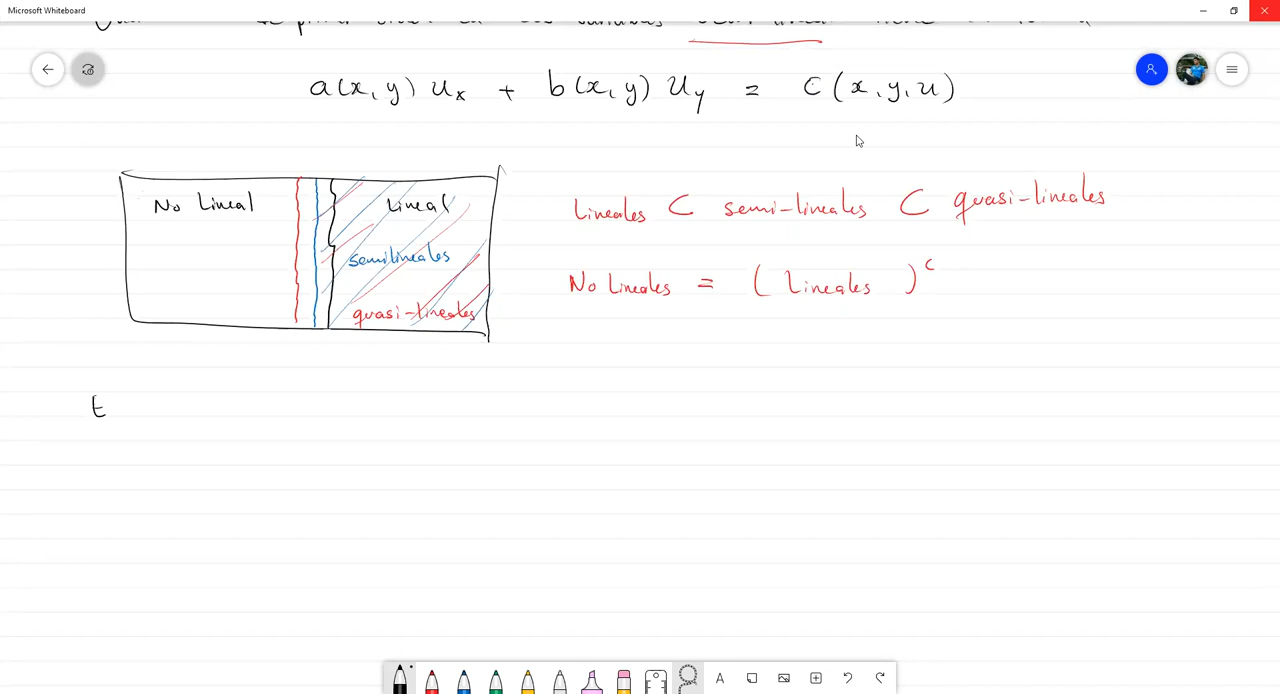 Microsoft Whiteboard
a(x,y) ux + b(x,y) uy = c(x,y,u)
No Lineal
Lineal
semilineales
quasi-lineales
Lineales ⊂ semi-lineales ⊂ quasi-lineales
No Lineales = ( Lineales )ᶜ
E
A